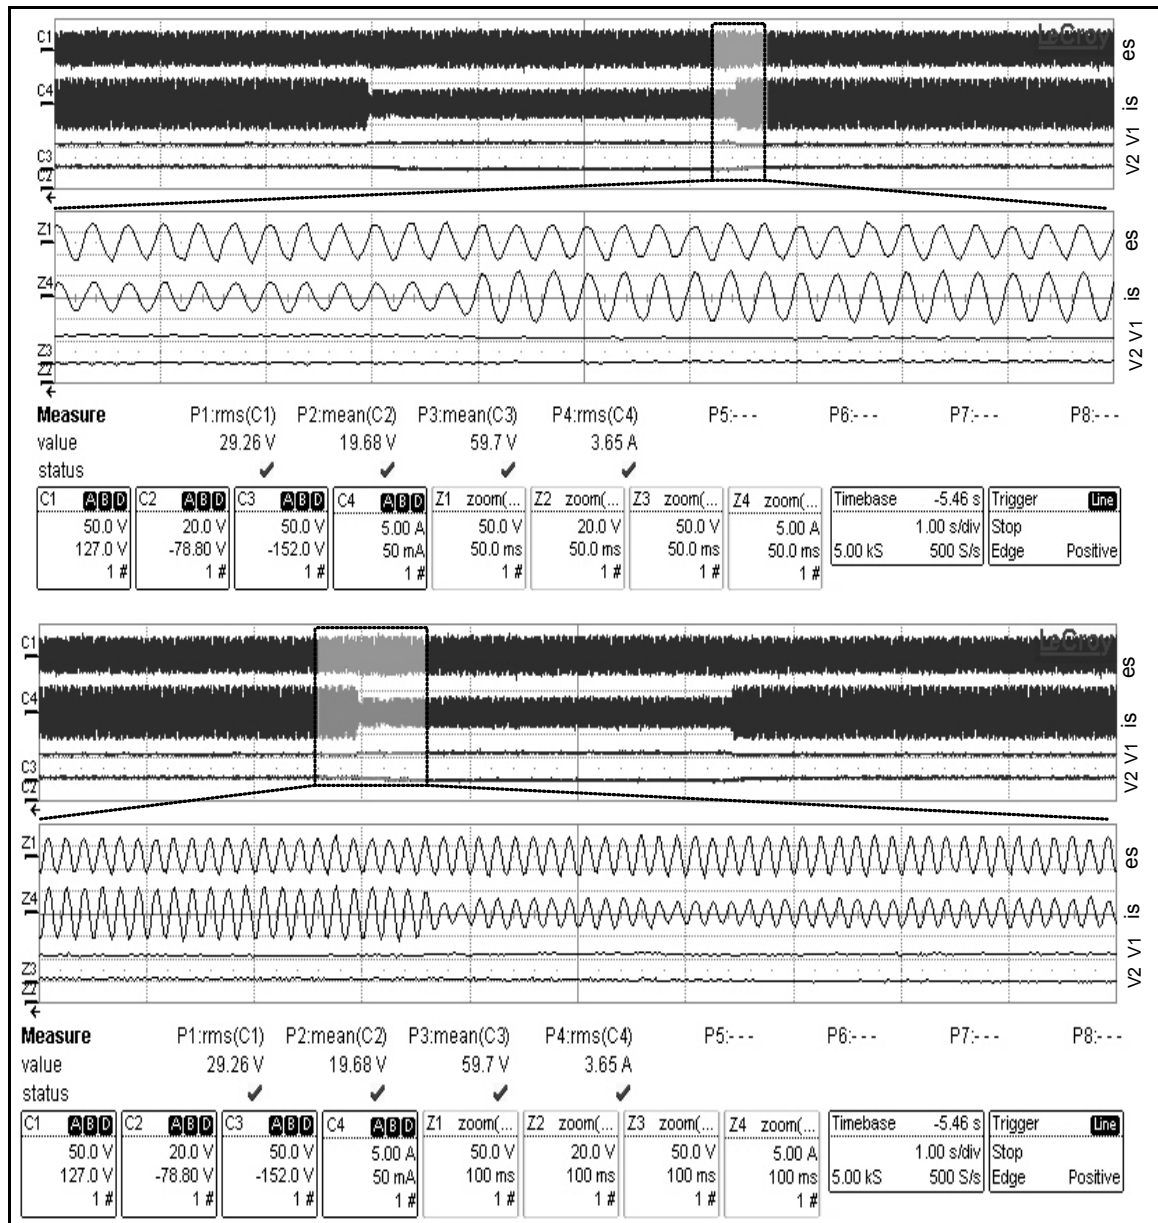 C1 LeCroy es
C4 is
V1
C3
C2 V2
Z1 es
Z4 is
V1
Z3
Z2 V2
Measure P1:rms(C1) P2:mean(C2) P3:mean(C3) P4:rms(C4) P5:- - - P6:- - - P7:- - - P8:- - -
value 29.26 V 19.68 V 59.7 V 3.65 A
status
C1 ABD C2 ABD C3 ABD C4 ABD Z1 zoom(... Z2 zoom(... Z3 zoom(... Z4 zoom(... Timebase -5.46 s Trigger Line
50.0 V 20.0 V 50.0 V 5.00 A 50.0 V 20.0 V 50.0 V 5.00 A 1.00 s/div Stop
127.0 V -78.80 V -152.0 V 50 mA 50.0 ms 50.0 ms 50.0 ms 50.0 ms 5.00 kS 500 S/s Edge Positive
1 # 1 # 1 # 1 # 1 # 1 # 1 # 1 #
C1 LeCroy es
C4 is
V1
C3
C2 V2
Z1 es
Z4 is
V1
Z3
Z2 V2
Measure P1:rms(C1) P2:mean(C2) P3:mean(C3) P4:rms(C4) P5:- - - P6:- - - P7:- - - P8:- - -
value 29.26 V 19.68 V 59.7 V 3.65 A
status
C1 ABD C2 ABD C3 ABD C4 ABD Z1 zoom(... Z2 zoom(... Z3 zoom(... Z4 zoom(... Timebase -5.46 s Trigger Line
50.0 V 20.0 V 50.0 V 5.00 A 50.0 V 20.0 V 50.0 V 5.00 A 1.00 s/div Stop
127.0 V -78.80 V -152.0 V 50 mA 100 ms 100 ms 100 ms 100 ms 5.00 kS 500 S/s Edge Positive
1 # 1 # 1 # 1 # 1 # 1 # 1 # 1 #